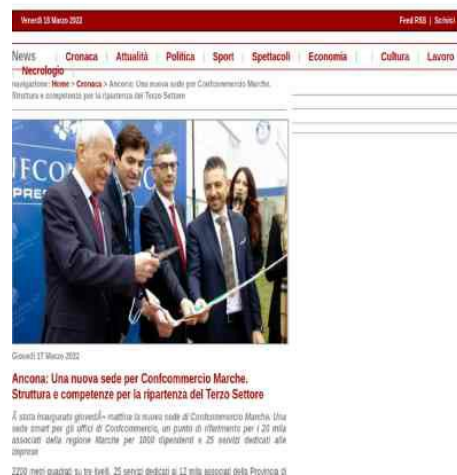 Venerdì 18 Marzo 2022 Feed RSS | Scrivici
News Cronaca Attualità Politica Sport Spettacoli Economia Cultura Lavoro
Necrologio
navigazione: Home > Cronaca > Ancona: Una nuova sede per Confcommercio Marche.
Struttura e competenze per la ripartenza del Terzo Settore
NFCO
PRES
Giovedì 17 Marzo 2022
Ancona: Una nuova sede per Confcommercio Marche.
Struttura e competenze per la ripartenza del Terzo Settore
Ã stata inaugurata giovedÃ¬ mattina la nuova sede di Confcommercio Marche. Una
sede smart per gli uffici di Confcommercio, un punto di riferimento per i 20 mila
associati della regione Marche per 1000 dipendenti e 25 servizi dedicati alle
imprese
2200 metri quadrati su tre livelli, 25 servizi dedicati ai 12 mila associati della Provincia di